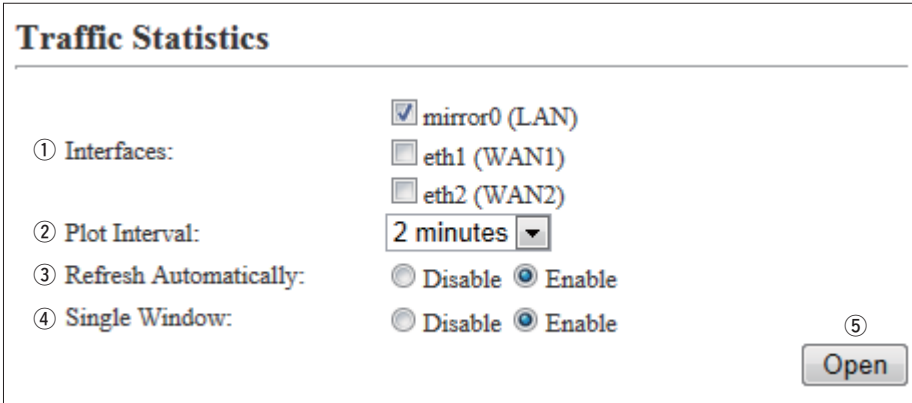 Traffic Statistics
mirror0 (LAN)
① Interfaces:
eth1 (WAN1)
eth2 (WAN2)
② Plot Interval: 2 minutes
③ Refresh Automatically: Disable Enable
④ Single Window: Disable Enable
⑤
Open